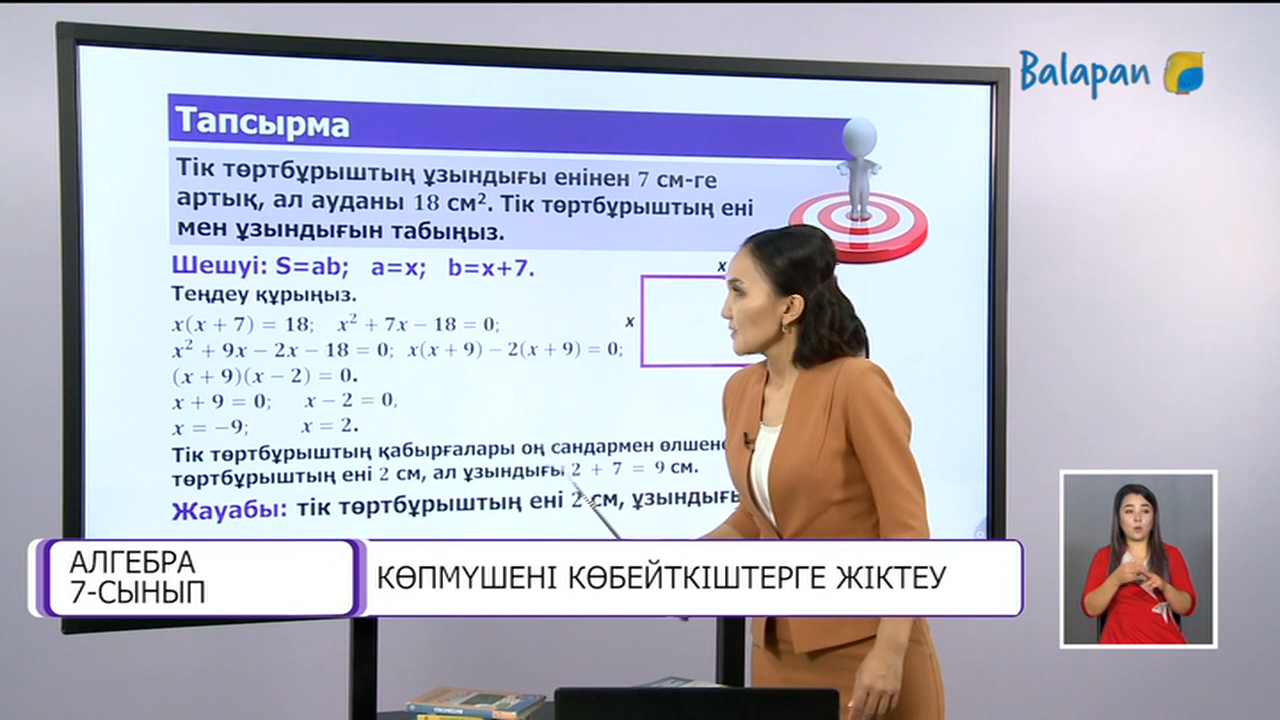 Balapan
Тапсырма
Тік төртбұрыштың ұзындығы енінен 7 см-ге
артық, ал ауданы 18 см². Тік төртбұрыштың ені
мен ұзындығын табыңыз.
Шешуі: S=ab; a=x; b=x+7.
Теңдеу құрыңыз.
x
x
x(x + 7) = 18; x² + 7x − 18 = 0;
x² + 9x − 2x − 18 = 0; x(x + 9) − 2(x + 9) = 0;
(x + 9)(x − 2) = 0.
x + 9 = 0; x − 2 = 0,
x = −9; x = 2.
Тік төртбұрыштың қабырғалары оң сандармен
төртбұрыштың ені 2 см, ал ұзындығы 2 + 7 = 9 см.
Жауабы: тік төртбұрыштың ені 2 см,
АЛГЕБРА
7-СЫНЫП
КӨПМҮШЕНІ КӨБЕЙТКІШТЕРГЕ ЖІКТЕУ